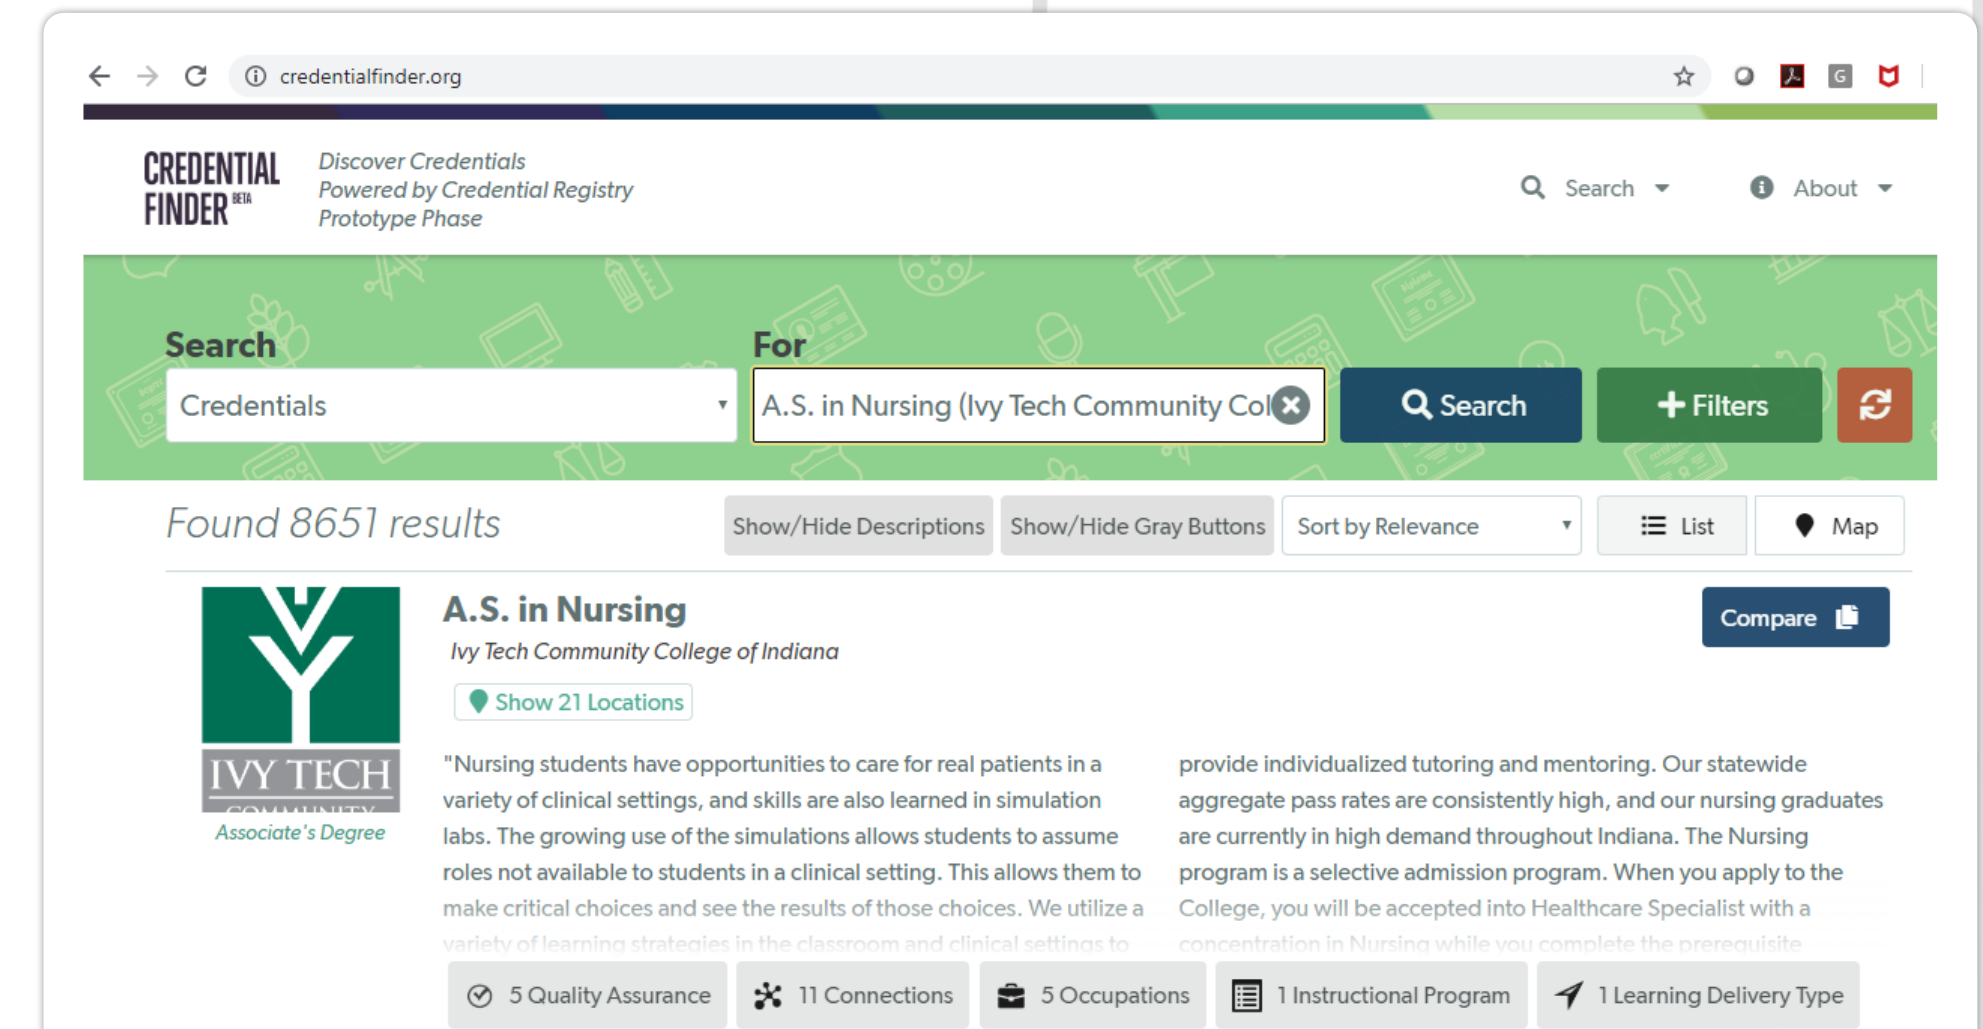 credentialfinder.org
CREDENTIAL
FINDER BETA
Discover Credentials
Powered by Credential Registry
Prototype Phase
Search
About
Search
For
Credentials
A.S. in Nursing (Ivy Tech Community Col
Search
Filters
Found 8651 results
Show/Hide Descriptions
Show/Hide Gray Buttons
Sort by Relevance
List
Map
A.S. in Nursing
Compare
Ivy Tech Community College of Indiana
Show 21 Locations
IVY TECH
COMMUNITY
Associate's Degree
"Nursing students have opportunities to care for real patients in a
variety of clinical settings, and skills are also learned in simulation
labs. The growing use of the simulations allows students to assume
roles not available to students in a clinical setting. This allows them to
make critical choices and see the results of those choices. We utilize a
variety of learning strategies in the classroom and clinical settings to
provide individualized tutoring and mentoring. Our statewide
aggregate pass rates are consistently high, and our nursing graduates
are currently in high demand throughout Indiana. The Nursing
program is a selective admission program. When you apply to the
College, you will be accepted into Healthcare Specialist with a
concentration in Nursing while you complete the prerequisite
5 Quality Assurance
11 Connections
5 Occupations
1 Instructional Program
1 Learning Delivery Type